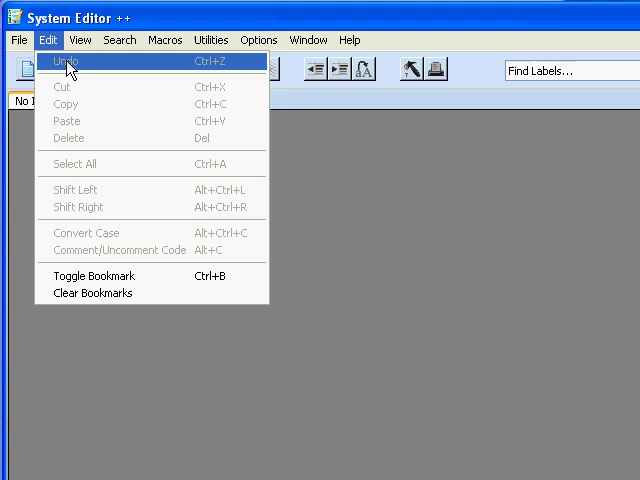 System Editor ++
File Edit View Search Macros Utilities Options Window Help
Undo Ctrl+Z
Find Labels...
Cut Ctrl+X
No
Copy Ctrl+C
Paste Ctrl+V
Delete Del
Select All Ctrl+A
Shift Left Alt+Ctrl+L
Shift Right Alt+Ctrl+R
Convert Case Alt+Ctrl+C
Comment/Uncomment Code Alt+C
Toggle Bookmark Ctrl+B
Clear Bookmarks